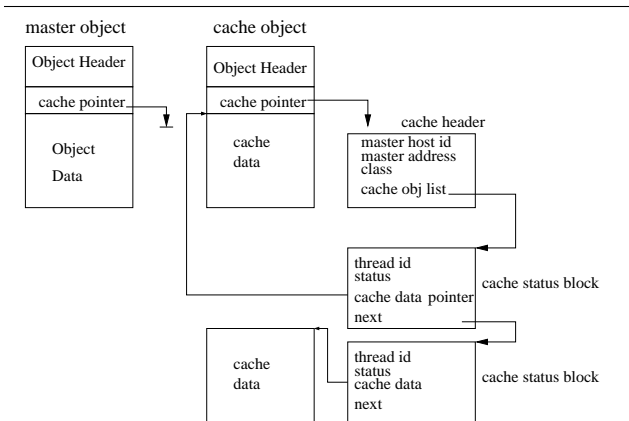 master object
Object Header
cache pointer
Object
Data
cache object
Object Header
cache pointer
cache
data
cache header
master host id
master address
class
cache obj list
thread id
status
cache data pointer
next
cache status block
cache
data
thread id
status
cache data
next
cache status block